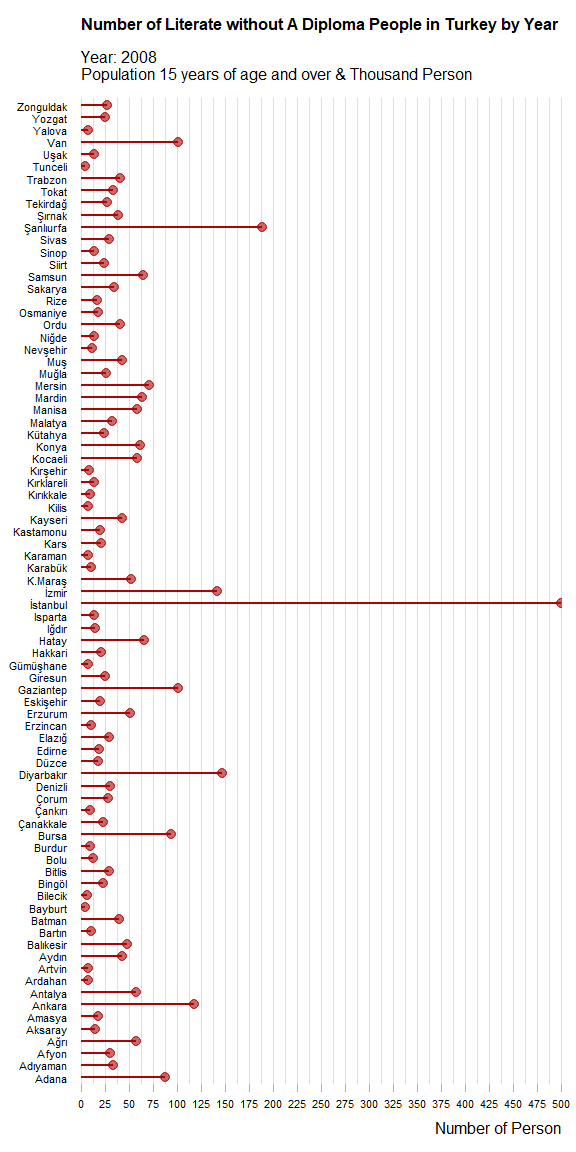 Number of Literate without A Diploma People in Turkey by Year
Year: 2008
Population 15 years of age and over & Thousand Person
Zonguldak
Yozgat
Yalova
Van
Uşak
Tunceli
Trabzon
Tokat
Tekirdağ
Şırnak
Şanlıurfa
Sivas
Sinop
Siirt
Samsun
Sakarya
Rize
Osmaniye
Ordu
Niğde
Nevşehir
Muş
Muğla
Mersin
Mardin
Manisa
Malatya
Kütahya
Konya
Kocaeli
Kırşehir
Kırklareli
Kırıkkale
Kilis
Kayseri
Kastamonu
Kars
Karaman
Karabük
K.Maraş
İzmir
İstanbul
Isparta
Iğdır
Hatay
Hakkari
Gümüşhane
Giresun
Gaziantep
Eskişehir
Erzurum
Erzincan
Elazığ
Edirne
Düzce
Diyarbakır
Denizli
Çorum
Çankırı
Çanakkale
Bursa
Burdur
Bolu
Bitlis
Bingöl
Bilecik
Bayburt
Batman
Bartın
Balıkesir
Aydın
Artvin
Ardahan
Antalya
Ankara
Amasya
Aksaray
Ağrı
Afyon
Adıyaman
Adana
0 25 50 75 100 125 150 175 200 225 250 275 300 325 350 375 400 425 450 475 500
Number of Person